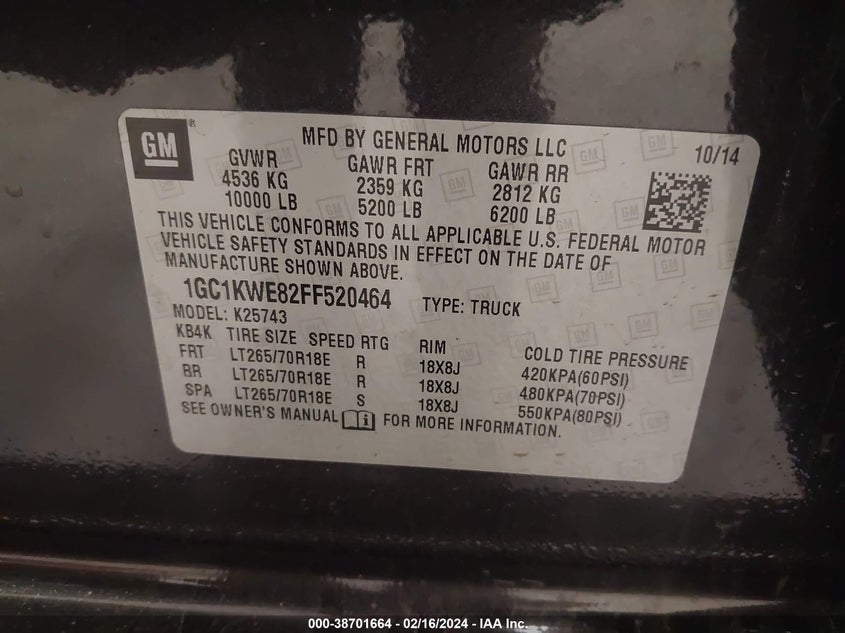 GM
MFD BY GENERAL MOTORS LLC 10/14
GVWR GAWR FRT GAWR RR
4536 KG 2359 KG 2812 KG
10000 LB 5200 LB 6200 LB
THIS VEHICLE CONFORMS TO ALL APPLICABLE U.S. FEDERAL MOTOR
VEHICLE SAFETY STANDARDS IN EFFECT ON THE DATE OF
MANUFACTURE SHOWN ABOVE.
1GC1KWE82FF520464 TYPE: TRUCK
MODEL: K25743
KB4K TIRE SIZE SPEED RTG RIM COLD TIRE PRESSURE
FRT LT265/70R18E R 18X8J 420KPA(60PSI)
RR LT265/70R18E R 18X8J 480KPA(70PSI)
SPA LT265/70R18E S 18X8J 550KPA(80PSI)
SEE OWNER'S MANUAL FOR MORE INFORMATION.
000-38701664 - 02/16/2024 - IAA Inc.